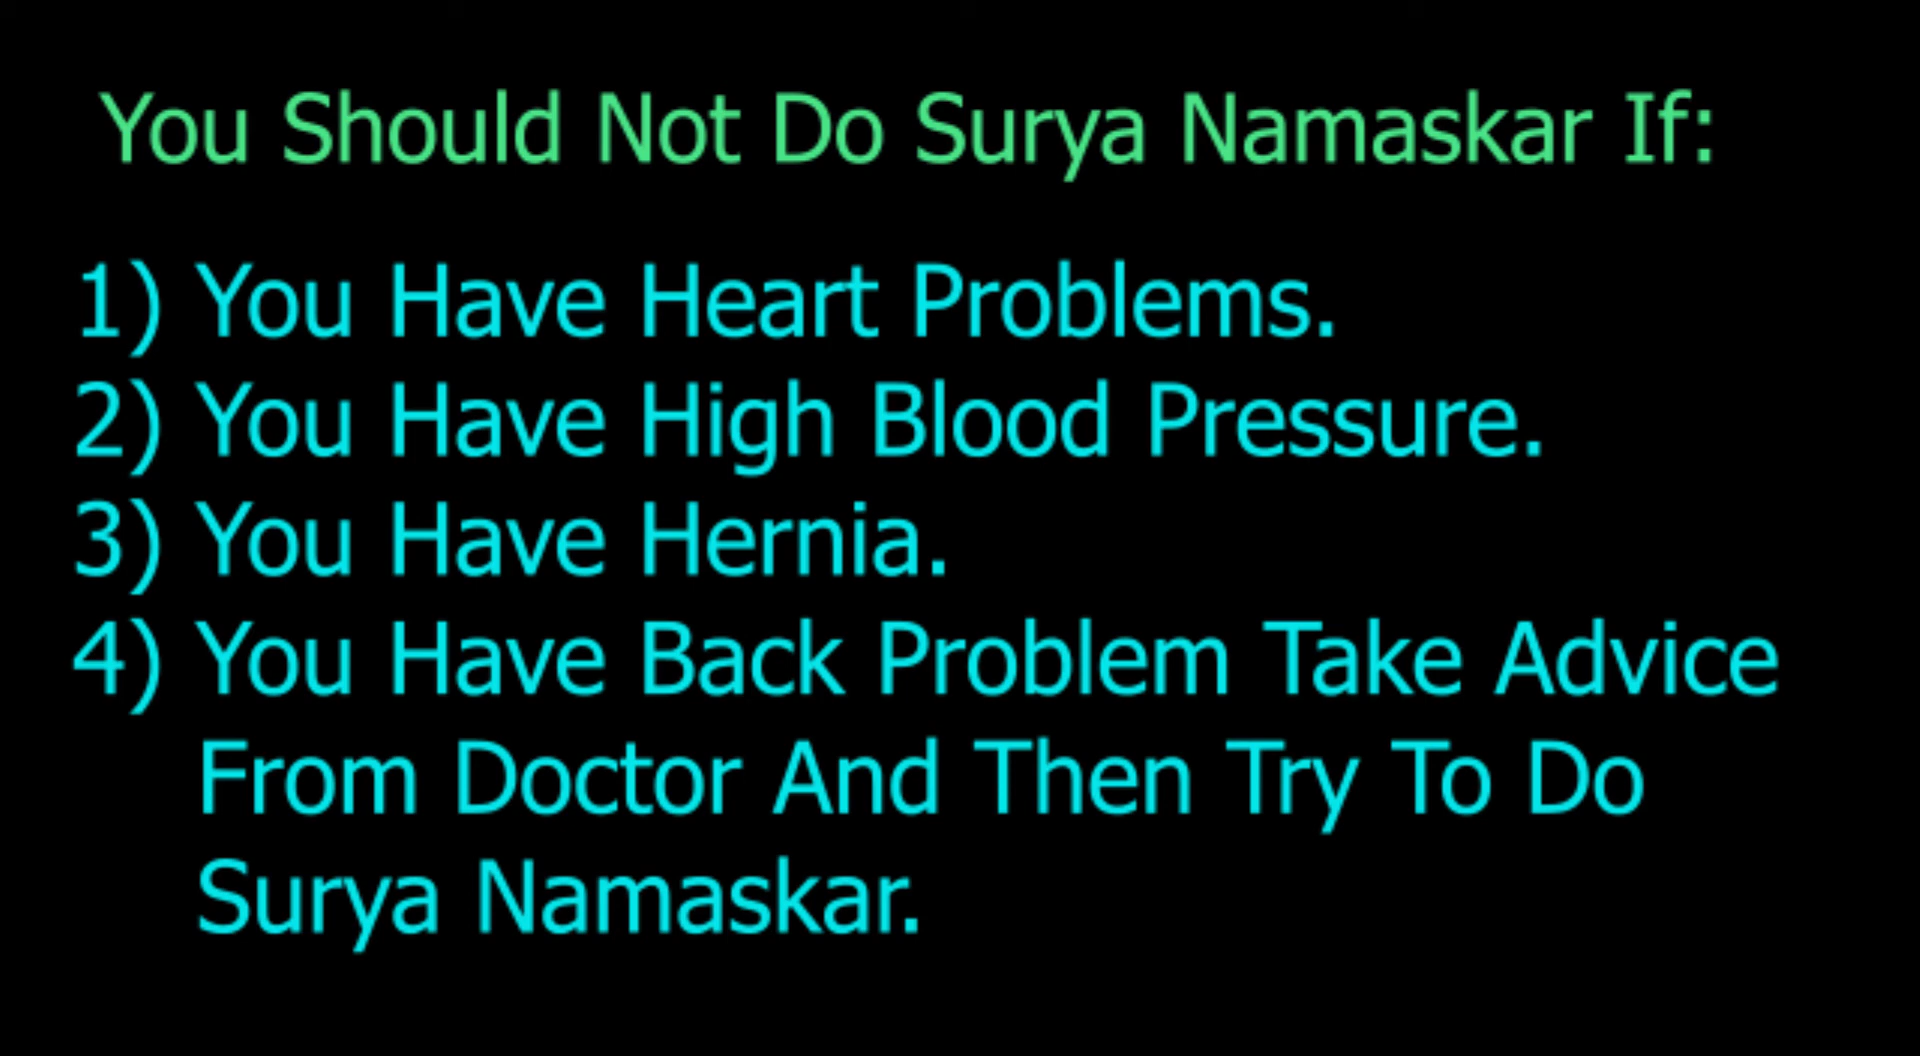 You Should Not Do Surya Namaskar If:
1) You Have Heart Problems.
2) You Have High Blood Pressure.
3) You Have Hernia.
4) You Have Back Problem Take Advice
From Doctor And Then Try To Do
Surya Namaskar.